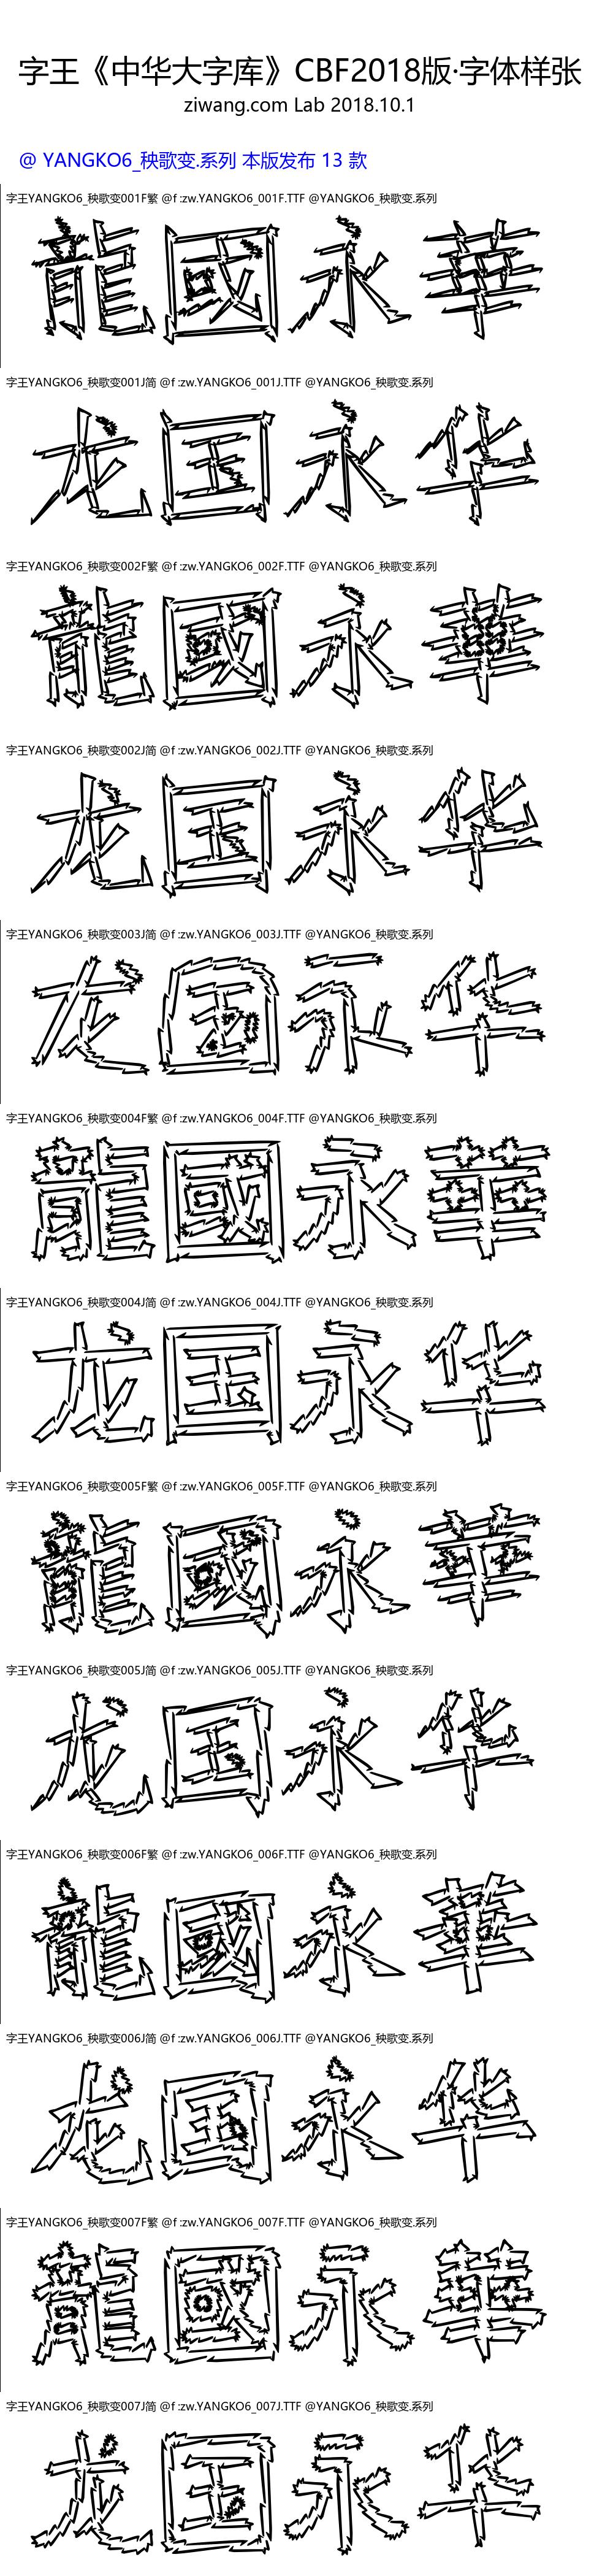 字王《中华大字库》CBF2018版·字体样张
ziwang.com Lab 2018.10.1
@ YANGKO6_秧歌变.系列 本版发布 13 款
字王YANGKO6_秧歌变001F繁 @f :zw.YANGKO6_001F.TTF @YANGKO6_秧歌变.系列
龍國永華
字王YANGKO6_秧歌变001J简 @f :zw.YANGKO6_001J.TTF @YANGKO6_秧歌变.系列
龙国永华
字王YANGKO6_秧歌变002F繁 @f :zw.YANGKO6_002F.TTF @YANGKO6_秧歌变.系列
龍國永華
字王YANGKO6_秧歌变002J简 @f :zw.YANGKO6_002J.TTF @YANGKO6_秧歌变.系列
龙国永华
字王YANGKO6_秧歌变003J简 @f :zw.YANGKO6_003J.TTF @YANGKO6_秧歌变.系列
龙国永华
字王YANGKO6_秧歌变004F繁 @f :zw.YANGKO6_004F.TTF @YANGKO6_秧歌变.系列
龍國永華
字王YANGKO6_秧歌变004J简 @f :zw.YANGKO6_004J.TTF @YANGKO6_秧歌变.系列
龙国永华
字王YANGKO6_秧歌变005F繁 @f :zw.YANGKO6_005F.TTF @YANGKO6_秧歌变.系列
龍國永華
字王YANGKO6_秧歌变005J简 @f :zw.YANGKO6_005J.TTF @YANGKO6_秧歌变.系列
龙国永华
字王YANGKO6_秧歌变006F繁 @f :zw.YANGKO6_006F.TTF @YANGKO6_秧歌变.系列
龍國永華
字王YANGKO6_秧歌变006J简 @f :zw.YANGKO6_006J.TTF @YANGKO6_秧歌变.系列
龙国永华
字王YANGKO6_秧歌变007F繁 @f :zw.YANGKO6_007F.TTF @YANGKO6_秧歌变.系列
龍國永華
字王YANGKO6_秧歌变007J简 @f :zw.YANGKO6_007J.TTF @YANGKO6_秧歌变.系列
龙国永华